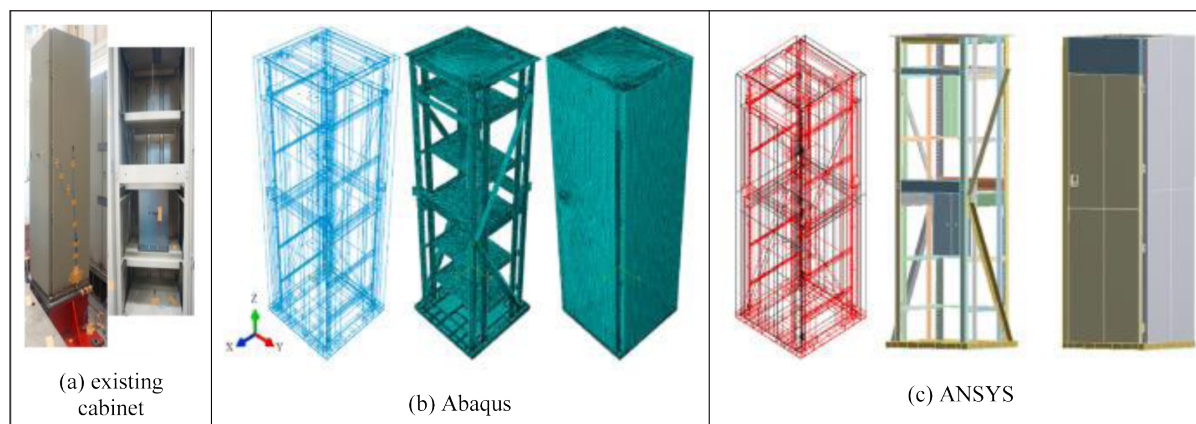 Z
X
Y
(a) existing
cabinet
(b) Abaqus
(c) ANSYS